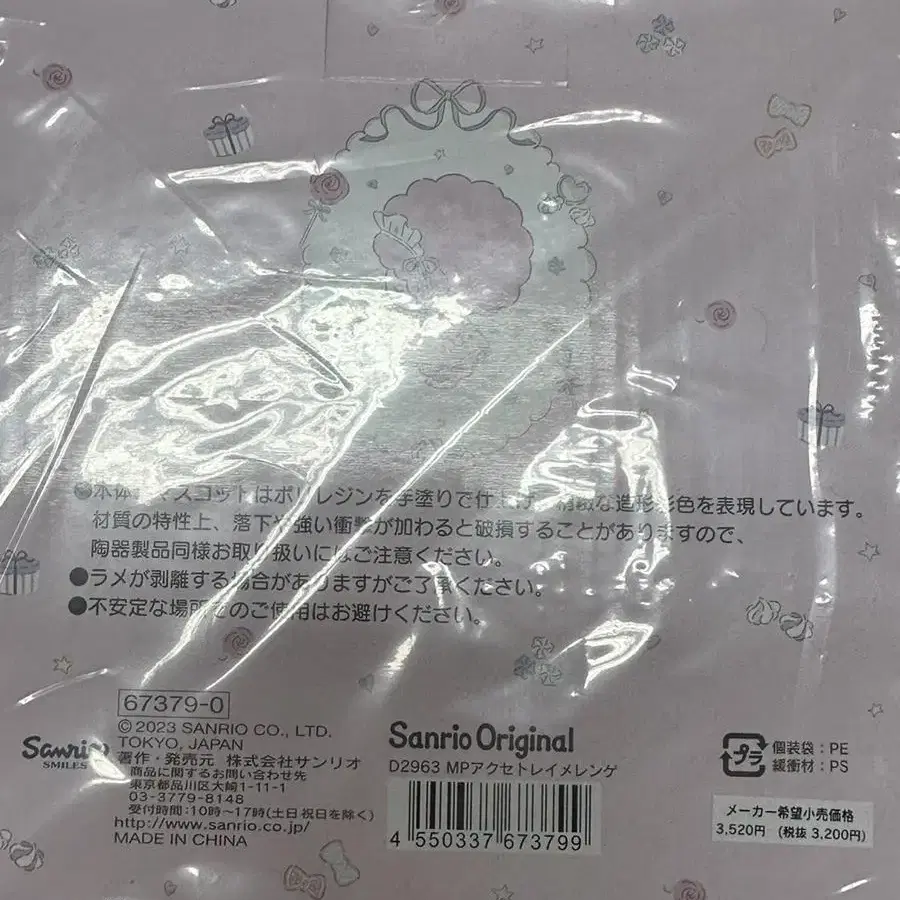 ●本体、マスコットはポリレジンを手塗りで仕上げ、精緻な造形彩色を表現しています。
材質の特性上、落下や強い衝撃が加わると破損することがありますので、
陶器製品同様お取り扱いにはご注意ください。
●ラメが剥離する場合がありますがご了承ください。
●不安定な場所でのご使用はお避けください。
67379-0
©2023 SANRIO CO., LTD.
TOKYO, JAPAN
著作・発売元 株式会社サンリオ
商品に関するお問い合わせ先
東京都品川区大崎1-11-1
03-3779-8148
受付時間:10時〜17時(土日祝日を除く)
http://www.sanrio.co.jp/
MADE IN CHINA
Sanrio
SMILES
Sanrio Original
D2963 MPアクセトレイメレンゲ
4 550337 673799
プラ
個装袋:PE
緩衝材:PS
メーカー希望小売価格
3,520円 (税抜 3,200円)